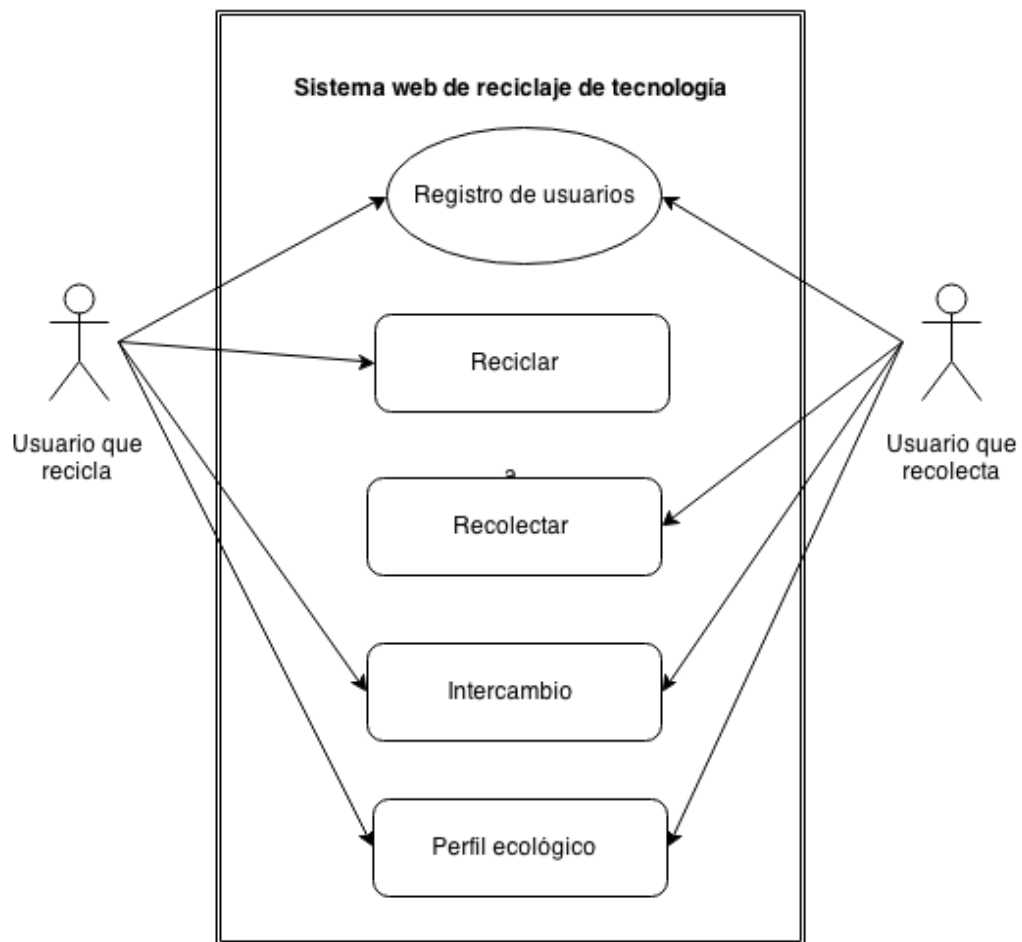 Sistema web de reciclaje de tecnología
Registro de usuarios
Reciclar
Usuario que
recicla
Usuario que
recolecta
a
Recolectar
Intercambio
Perfil ecológico